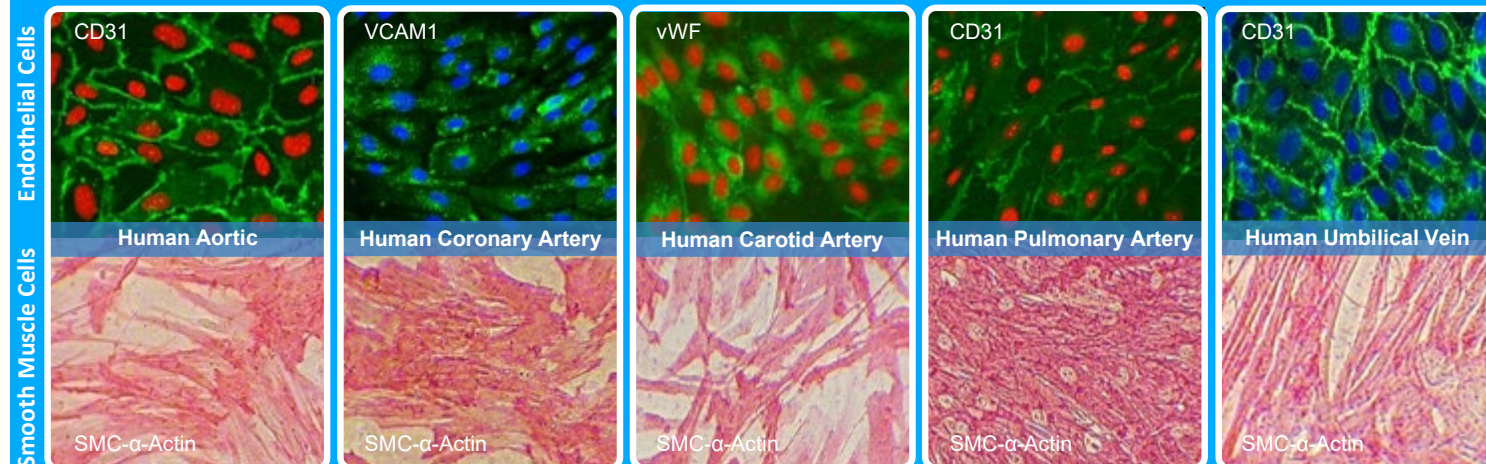 Endothelial Cells
CD31
VCAM1
vWF
CD31
CD31
Human Aortic
Human Coronary Artery
Human Carotid Artery
Human Pulmonary Artery
Human Umbilical Vein
Smooth Muscle Cells
SMC-α-Actin
SMC-α-Actin
SMC-α-Actin
SMC-α-Actin
SMC-α-Actin